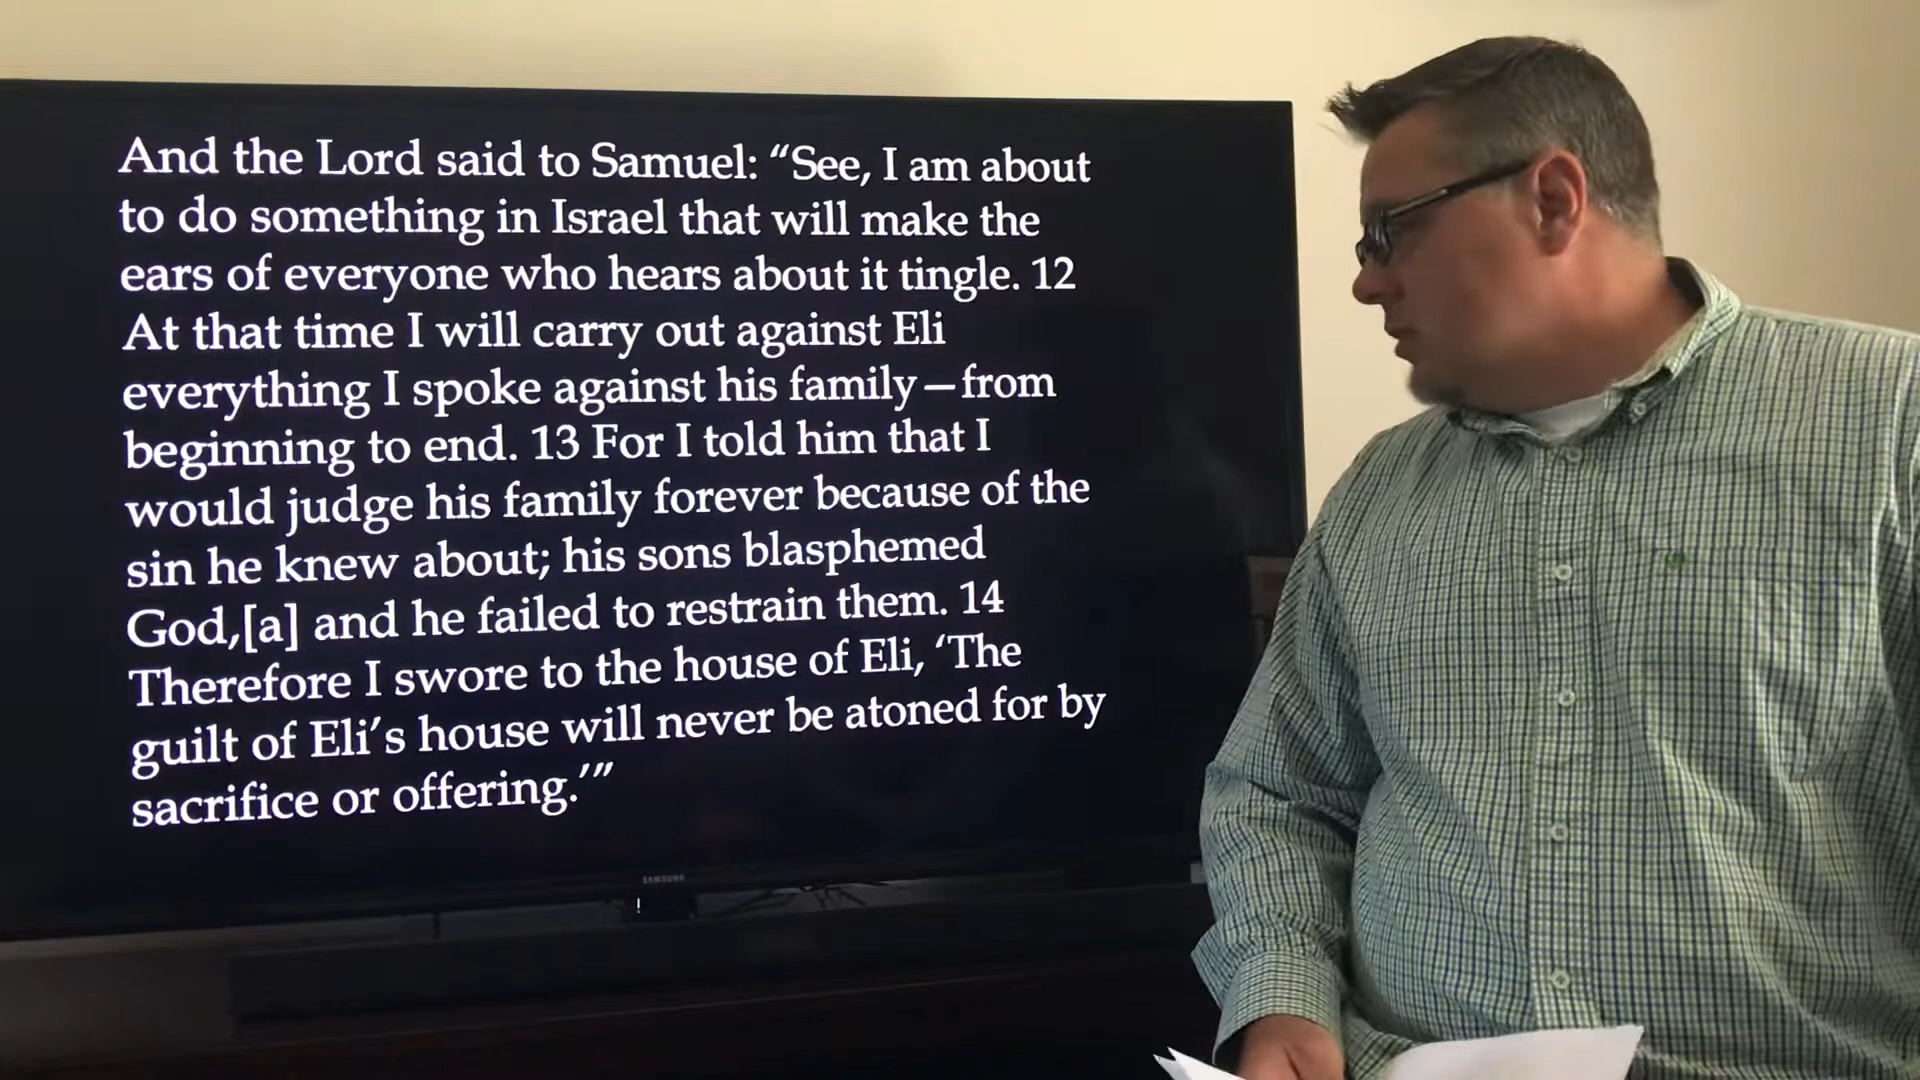 And the Lord said to Samuel: “See, I am about
to do something in Israel that will make the
ears of everyone who hears about it tingle. 12
At that time I will carry out against Eli
everything I spoke against his family—from
beginning to end. 13 For I told him that I
would judge his family forever because of the
sin he knew about; his sons blasphemed
God,[a] and he failed to restrain them. 14
Therefore I swore to the house of Eli, ‘The
guilt of Eli’s house will never be atoned for by
sacrifice or offering.’”
SAMSUNG